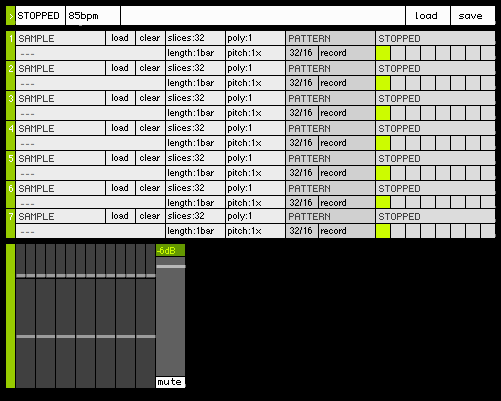 > STOPPED 85bpm load save
1 SAMPLE load clear slices:32 poly:1 PATTERN STOPPED
--- length:1bar pitch:1x 32/16 record
2 SAMPLE load clear slices:32 poly:1 PATTERN STOPPED
--- length:1bar pitch:1x 32/16 record
3 SAMPLE load clear slices:32 poly:1 PATTERN STOPPED
--- length:1bar pitch:1x 32/16 record
4 SAMPLE load clear slices:32 poly:1 PATTERN STOPPED
--- length:1bar pitch:1x 32/16 record
5 SAMPLE load clear slices:32 poly:1 PATTERN STOPPED
--- length:1bar pitch:1x 32/16 record
6 SAMPLE load clear slices:32 poly:1 PATTERN STOPPED
--- length:1bar pitch:1x 32/16 record
7 SAMPLE load clear slices:32 poly:1 PATTERN STOPPED
--- length:1bar pitch:1x 32/16 record
-6dB
mute